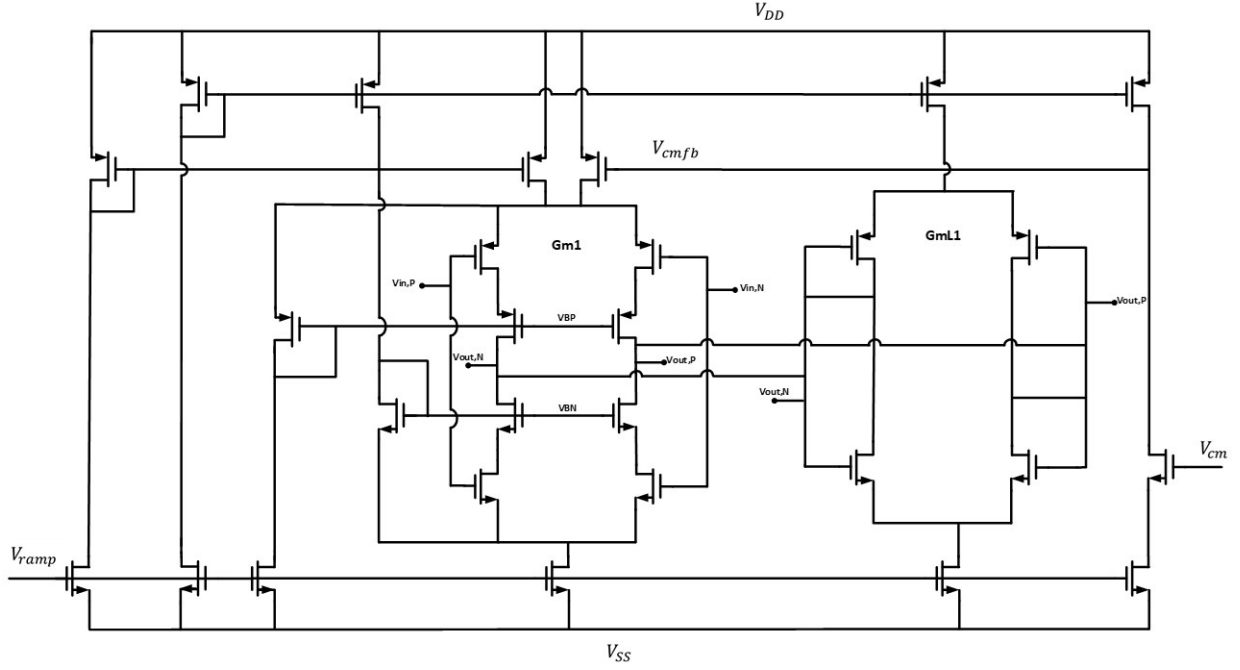 V_DD
V_cmfb
Gm1
GmL1
Vin,P
Vin,N
VBP
Vout,P
Vout,N
Vout,P
Vout,N
VBN
V_cm
V_ramp
V_SS